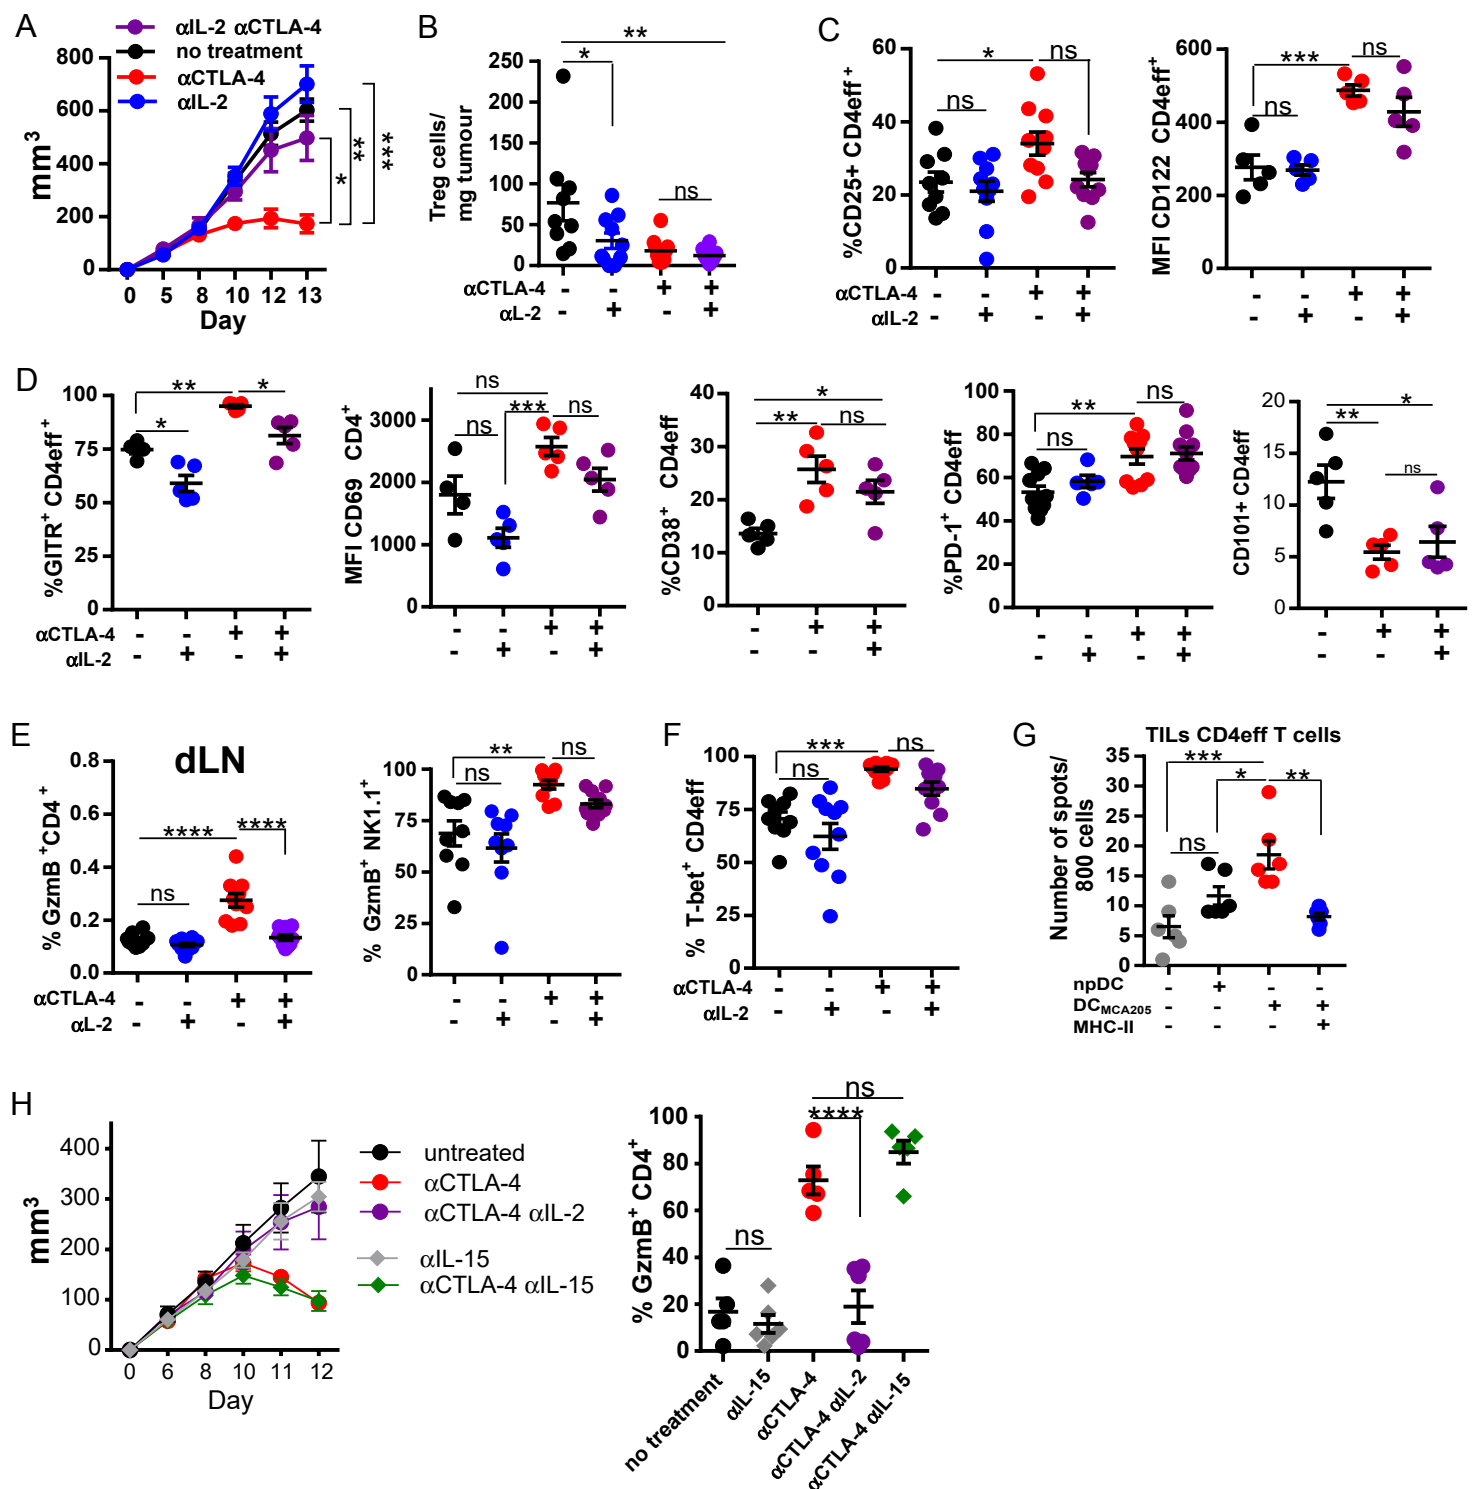 A
αIL-2 αCTLA-4
no treatment
αCTLA-4
αIL-2
800
600
400
200
0
mm³
0 5 8 10 12 13
Day
*
**
***
B
**
*
ns
250
200
150
100
50
0
Treg cells/
mg tumour
αCTLA-4 - - + +
αL-2 - + - +
C
60
40
20
0
%CD25+ CD4eff⁺
*
ns
ns
αCTLA-4 - - + +
αIL-2 - + - +
600
400
200
0
MFI CD122 CD4eff⁺
***
ns
ns
- - + +
- + - +
D
100
75
50
25
0
%GITR⁺ CD4eff⁺
**
*
*
αCTLA-4 - - + +
αIL-2 - + - +
3000
2000
1000
0
MFI CD69 CD4⁺
ns
***
ns
ns
- - + +
- + - +
40
30
20
10
0
%CD38⁺ CD4eff
*
**
ns
- + +
- - +
100
80
60
40
20
0
%PD-1⁺ CD4eff
**
ns
ns
- - + +
- + - +
20
15
10
5
0
CD101+ CD4eff
*
**
ns
- + +
- - +
E
dLN
0.8
0.6
0.4
0.2
0.0
% GzmB⁺CD4⁺
****
****
ns
αCTLA-4 - - + +
αL-2 - + - +
100
75
50
25
0
% GzmB⁺ NK1.1⁺
**
ns
ns
- - + +
- + - +
F
100
75
50
25
0
% T-bet⁺ CD4eff
***
ns
ns
αCTLA-4 - - + +
αIL-2 - + - +
G
TILs CD4eff T cells
35
30
25
20
15
10
5
0
Number of spots/
800 cells
***
*
**
ns
npDC - + - -
DCMCA205 - - + +
MHC-II - - - +
H
400
300
200
100
0
mm³
0 6 8 10 11 12
Day
untreated
αCTLA-4
αCTLA-4 αIL-2
αIL-15
αCTLA-4 αIL-15
100
80
60
40
20
0
% GzmB⁺ CD4⁺
ns
****
ns
no treatment
αIL-15
αCTLA-4
αCTLA-4 αIL-2
αCTLA-4 αIL-15